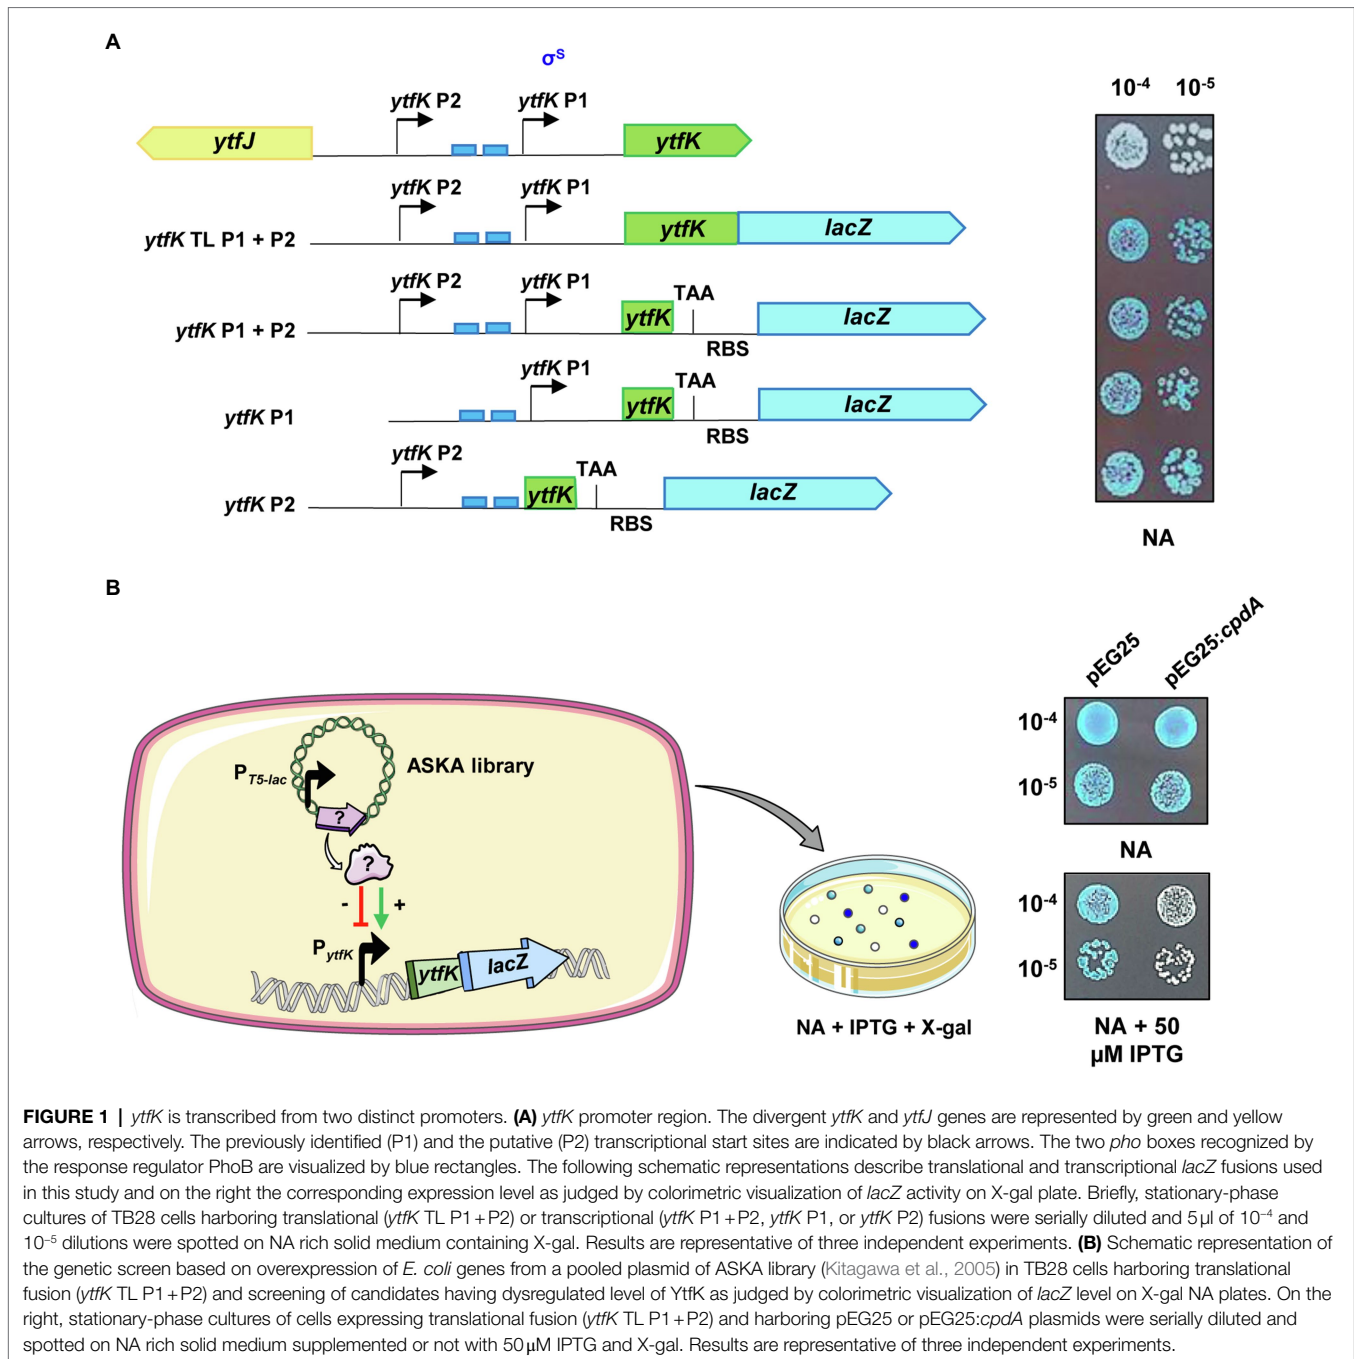 A
σS
10-4 10-5
ytfK P2 ytfK P1
ytfJ ytfK
ytfK P2 ytfK P1
ytfK TL P1 + P2 ytfK lacZ
ytfK P2 ytfK P1 TAA
ytfK P1 + P2 ytfK lacZ
RBS
ytfK P1 TAA
ytfK P1 ytfK lacZ
RBS
ytfK P2 TAA
ytfK P2 ytfK lacZ
RBS
NA
B
pEG25 pEG25:cpdA
PT5-lac ASKA library
?
?
- +
PytfK
ytfK lacZ
NA + IPTG + X-gal
10-4
10-5
NA
10-4
10-5
NA + 50
µM IPTG
FIGURE 1 | ytfK is transcribed from two distinct promoters. (A) ytfK promoter region. The divergent ytfK and ytfJ genes are represented by green and yellow
arrows, respectively. The previously identified (P1) and the putative (P2) transcriptional start sites are indicated by black arrows. The two pho boxes recognized by
the response regulator PhoB are visualized by blue rectangles. The following schematic representations describe translational and transcriptional lacZ fusions used
in this study and on the right the corresponding expression level as judged by colorimetric visualization of lacZ activity on X-gal plate. Briefly, stationary-phase
cultures of TB28 cells harboring translational (ytfK TL P1+P2) or transcriptional (ytfK P1+P2, ytfK P1, or ytfK P2) fusions were serially diluted and 5µl of 10−4 and
10−5 dilutions were spotted on NA rich solid medium containing X-gal. Results are representative of three independent experiments. (B) Schematic representation of
the genetic screen based on overexpression of E. coli genes from a pooled plasmid of ASKA library (Kitagawa et al., 2005) in TB28 cells harboring translational
fusion (ytfK TL P1+P2) and screening of candidates having dysregulated level of YtfK as judged by colorimetric visualization of lacZ level on X-gal NA plates. On the
right, stationary-phase cultures of cells expressing translational fusion (ytfK TL P1+P2) and harboring pEG25 or pEG25:cpdA plasmids were serially diluted and
spotted on NA rich solid medium supplemented or not with 50µM IPTG and X-gal. Results are representative of three independent experiments.